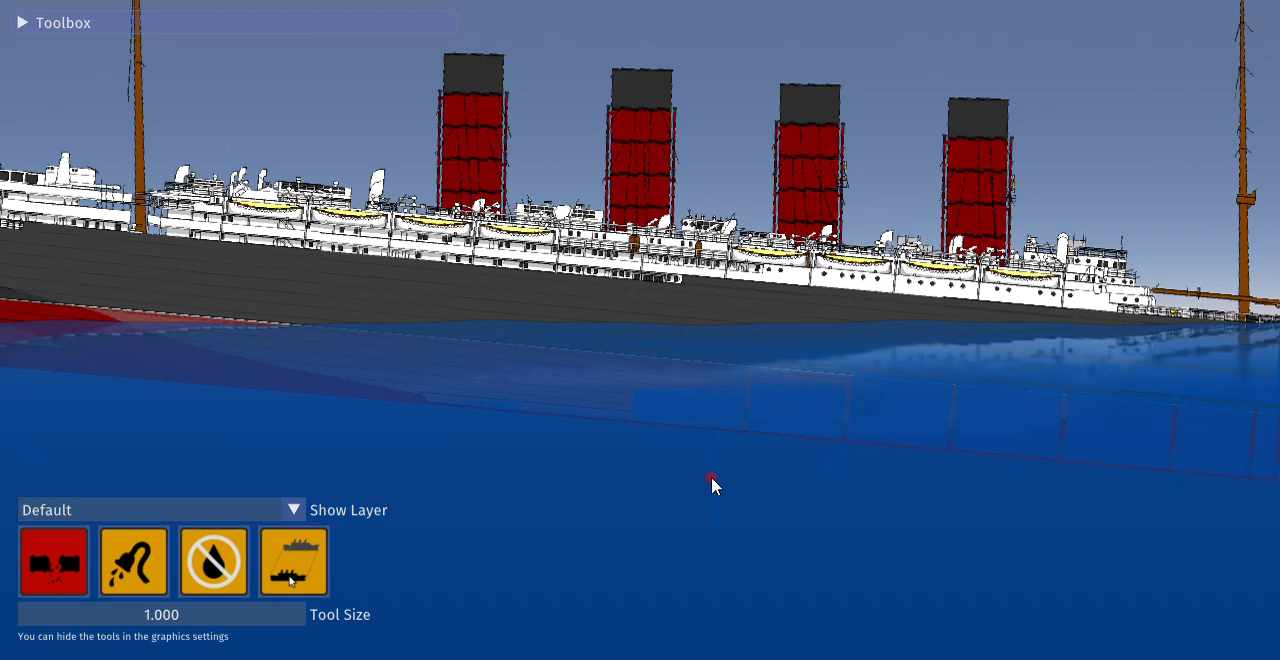 Toolbox
Default
Show Layer
1.000
Tool Size
You can hide the tools in the graphics settings